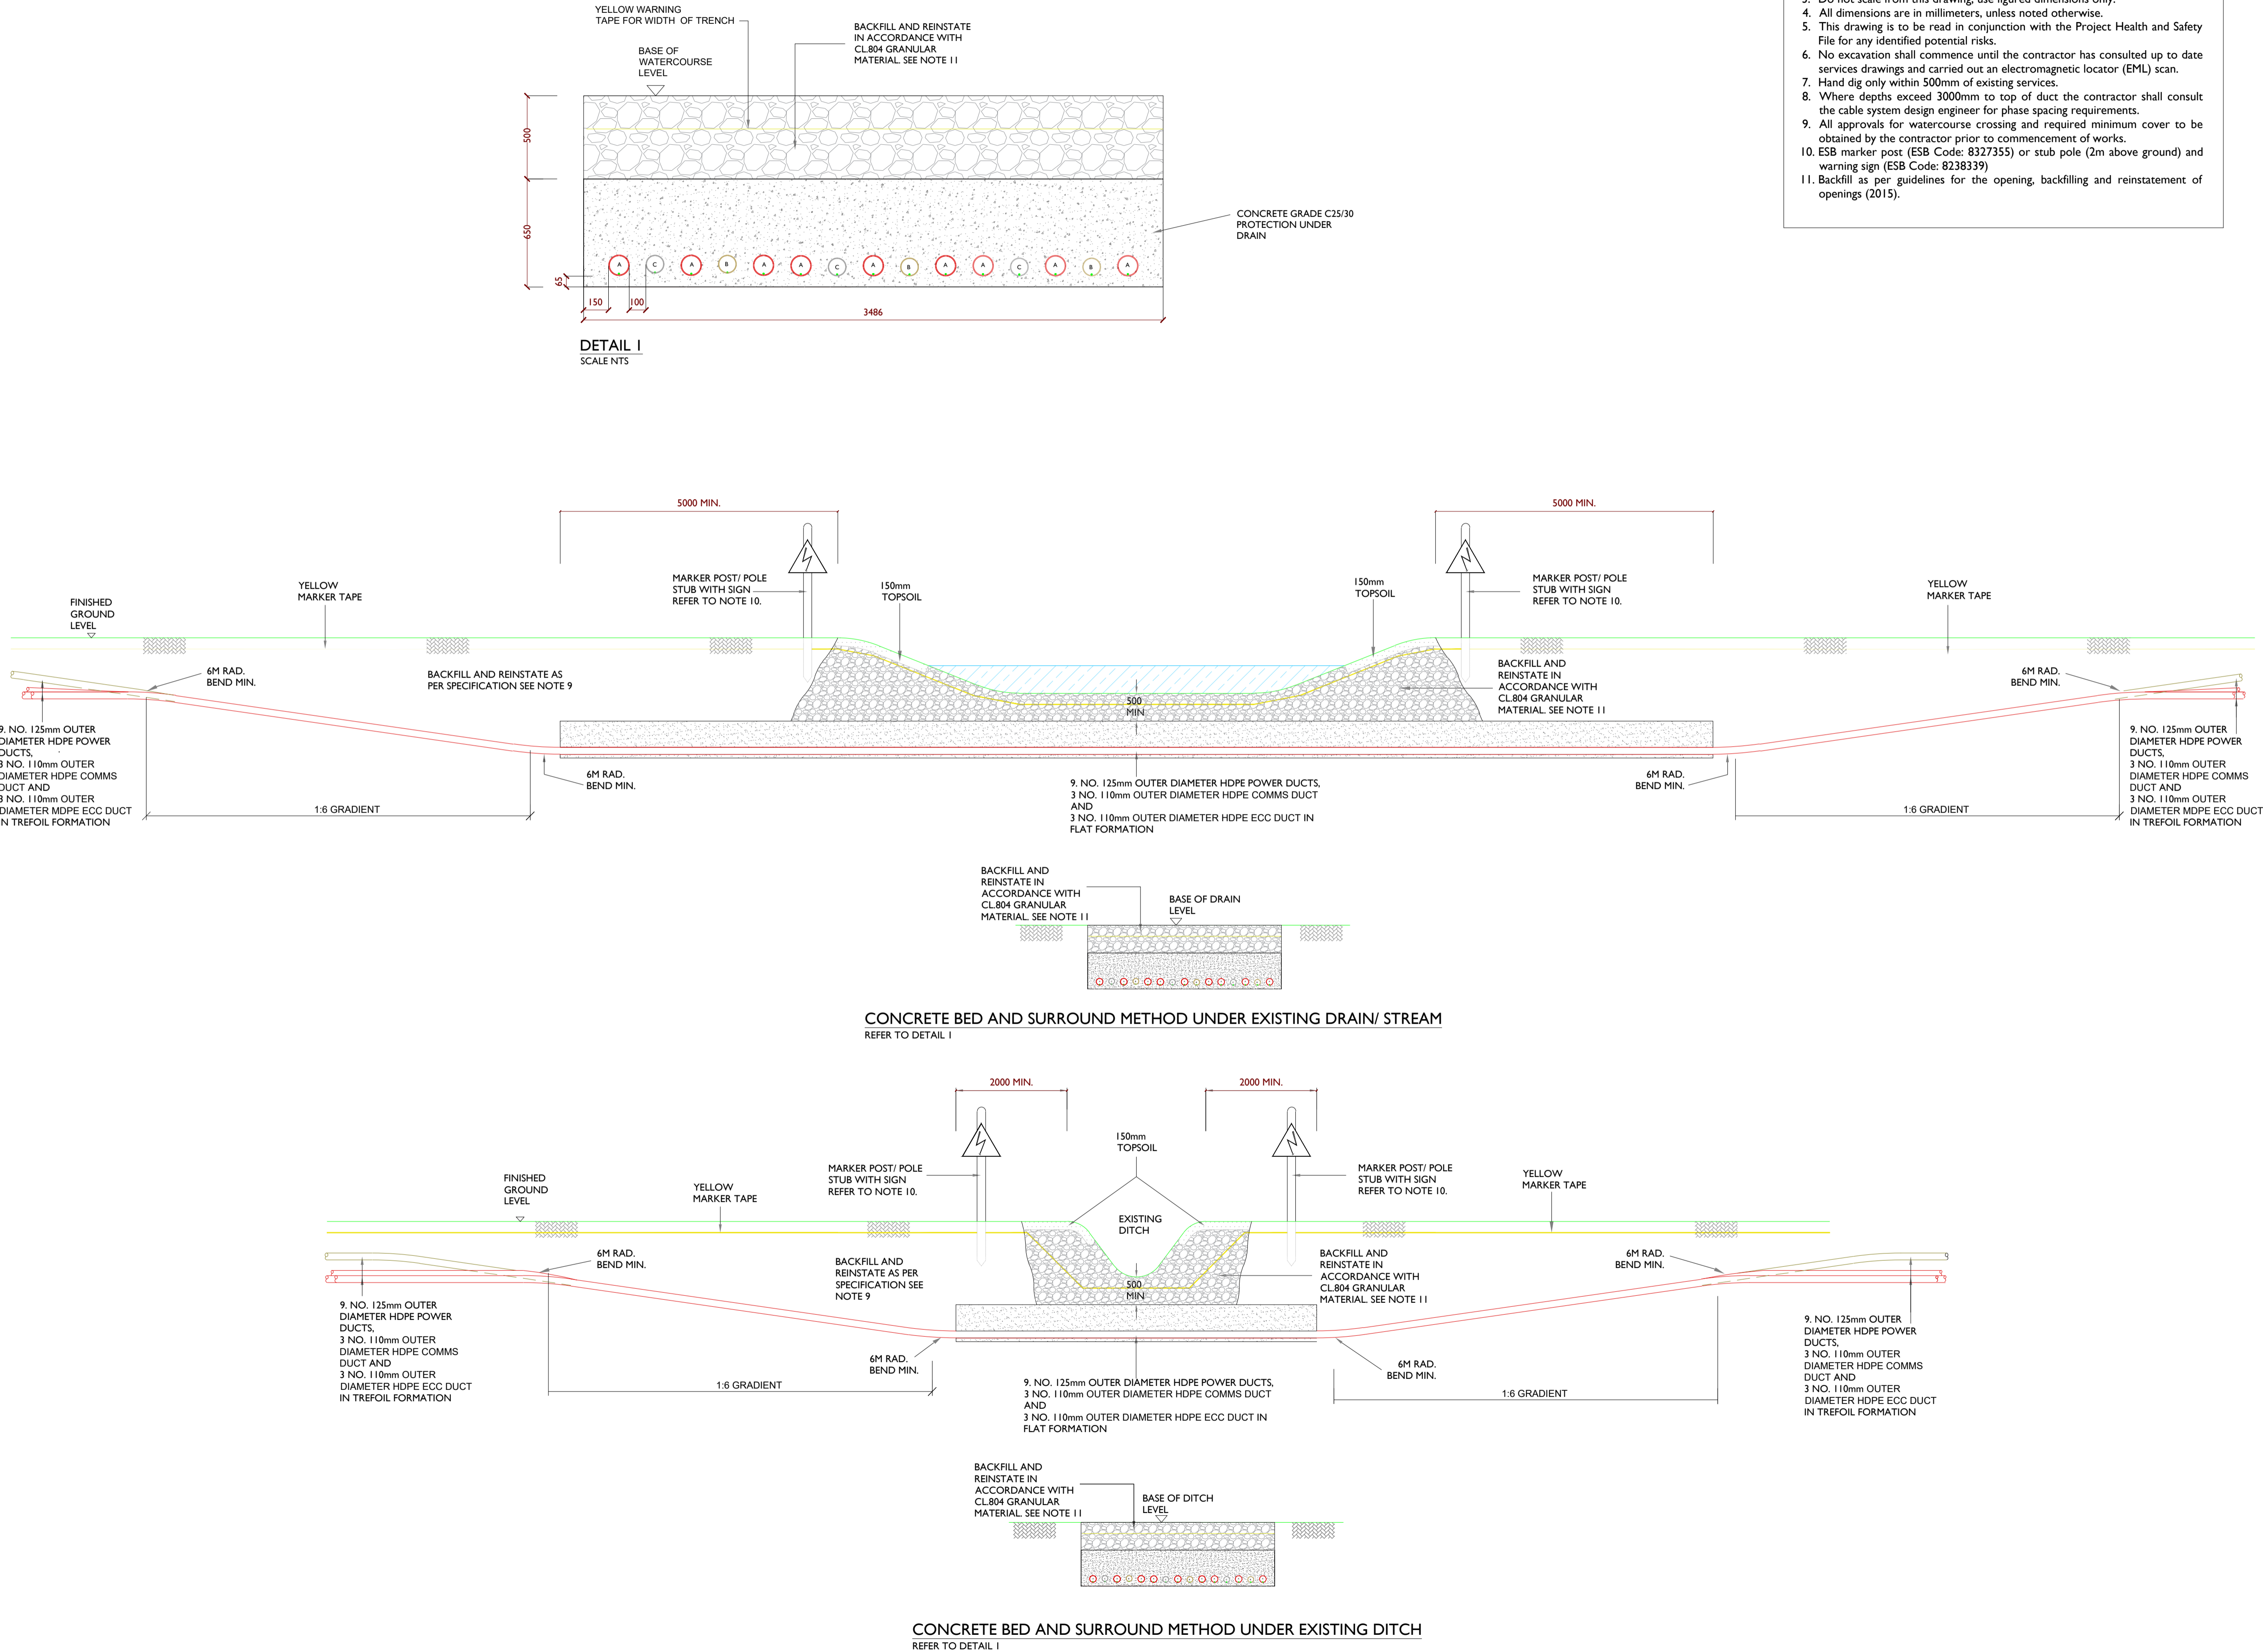 YELLOW WARNING
TAPE FOR WIDTH OF TRENCH
BACKFILL AND REINSTATE
IN ACCORDANCE WITH
CL.804 GRANULAR
MATERIAL. SEE NOTE 11
BASE OF
WATERCOURSE
LEVEL
500
650
65
150
100
3486
A
C
A
B
A
A
C
A
B
A
A
C
A
B
A
CONCRETE GRADE C25/30
PROTECTION UNDER
DRAIN
DETAIL 1
SCALE NTS
3. Do not scale from this drawing, use figured dimensions only.
4. All dimensions are in millimeters, unless noted otherwise.
5. This drawing is to be read in conjunction with the Project Health and Safety
File for any identified potential risks.
6. No excavation shall commence until the contractor has consulted up to date
services drawings and carried out an electromagnetic locator (EML) scan.
7. Hand dig only within 500mm of existing services.
8. Where depths exceed 3000mm to top of duct the contractor shall consult
the cable system design engineer for phase spacing requirements.
9. All approvals for watercourse crossing and required minimum cover to be
obtained by the contractor prior to commencement of works.
10. ESB marker post (ESB Code: 8327355) or stub pole (2m above ground) and
warning sign (ESB Code: 8238339)
11. Backfill as per guidelines for the opening, backfilling and reinstatement of
openings (2015).
5000 MIN.
5000 MIN.
FINISHED
GROUND
LEVEL
YELLOW
MARKER TAPE
MARKER POST/ POLE
STUB WITH SIGN
REFER TO NOTE 10.
150mm
TOPSOIL
150mm
TOPSOIL
MARKER POST/ POLE
STUB WITH SIGN
REFER TO NOTE 10.
YELLOW
MARKER TAPE
6M RAD.
BEND MIN.
BACKFILL AND REINSTATE AS
PER SPECIFICATION SEE NOTE 9
500
MIN
BACKFILL AND
REINSTATE IN
ACCORDANCE WITH
CL.804 GRANULAR
MATERIAL. SEE NOTE 11
6M RAD.
BEND MIN.
9. NO. 125mm OUTER
DIAMETER HDPE POWER
DUCTS,
3 NO. 110mm OUTER
DIAMETER HDPE COMMS
DUCT AND
3 NO. 110mm OUTER
DIAMETER MDPE ECC DUCT
IN TREFOIL FORMATION
1:6 GRADIENT
6M RAD.
BEND MIN.
9. NO. 125mm OUTER DIAMETER HDPE POWER DUCTS,
3 NO. 110mm OUTER DIAMETER HDPE COMMS DUCT
AND
3 NO. 110mm OUTER DIAMETER HDPE ECC DUCT IN
FLAT FORMATION
6M RAD.
BEND MIN.
1:6 GRADIENT
9. NO. 125mm OUTER
DIAMETER HDPE POWER
DUCTS,
3 NO. 110mm OUTER
DIAMETER HDPE COMMS
DUCT AND
3 NO. 110mm OUTER
DIAMETER MDPE ECC DUCT
IN TREFOIL FORMATION
BACKFILL AND
REINSTATE IN
ACCORDANCE WITH
CL.804 GRANULAR
MATERIAL. SEE NOTE 11
BASE OF DRAIN
LEVEL
CONCRETE BED AND SURROUND METHOD UNDER EXISTING DRAIN/ STREAM
REFER TO DETAIL 1
2000 MIN.
2000 MIN.
FINISHED
GROUND
LEVEL
YELLOW
MARKER TAPE
MARKER POST/ POLE
STUB WITH SIGN
REFER TO NOTE 10.
150mm
TOPSOIL
EXISTING
DITCH
MARKER POST/ POLE
STUB WITH SIGN
REFER TO NOTE 10.
YELLOW
MARKER TAPE
6M RAD.
BEND MIN.
BACKFILL AND
REINSTATE AS PER
SPECIFICATION SEE
NOTE 9
500
MIN
BACKFILL AND
REINSTATE IN
ACCORDANCE WITH
CL.804 GRANULAR
MATERIAL. SEE NOTE 11
6M RAD.
BEND MIN.
9. NO. 125mm OUTER
DIAMETER HDPE POWER
DUCTS,
3 NO. 110mm OUTER
DIAMETER HDPE COMMS
DUCT AND
3 NO. 110mm OUTER
DIAMETER HDPE ECC DUCT
IN TREFOIL FORMATION
1:6 GRADIENT
6M RAD.
BEND MIN.
9. NO. 125mm OUTER DIAMETER HDPE POWER DUCTS,
3 NO. 110mm OUTER DIAMETER HDPE COMMS DUCT
AND
3 NO. 110mm OUTER DIAMETER HDPE ECC DUCT IN
FLAT FORMATION
6M RAD.
BEND MIN.
1:6 GRADIENT
9. NO. 125mm OUTER
DIAMETER HDPE POWER
DUCTS,
3 NO. 110mm OUTER
DIAMETER HDPE COMMS
DUCT AND
3 NO. 110mm OUTER
DIAMETER HDPE ECC DUCT
IN TREFOIL FORMATION
BACKFILL AND
REINSTATE IN
ACCORDANCE WITH
CL.804 GRANULAR
MATERIAL. SEE NOTE 11
BASE OF DITCH
LEVEL
CONCRETE BED AND SURROUND METHOD UNDER EXISTING DITCH
REFER TO DETAIL 1